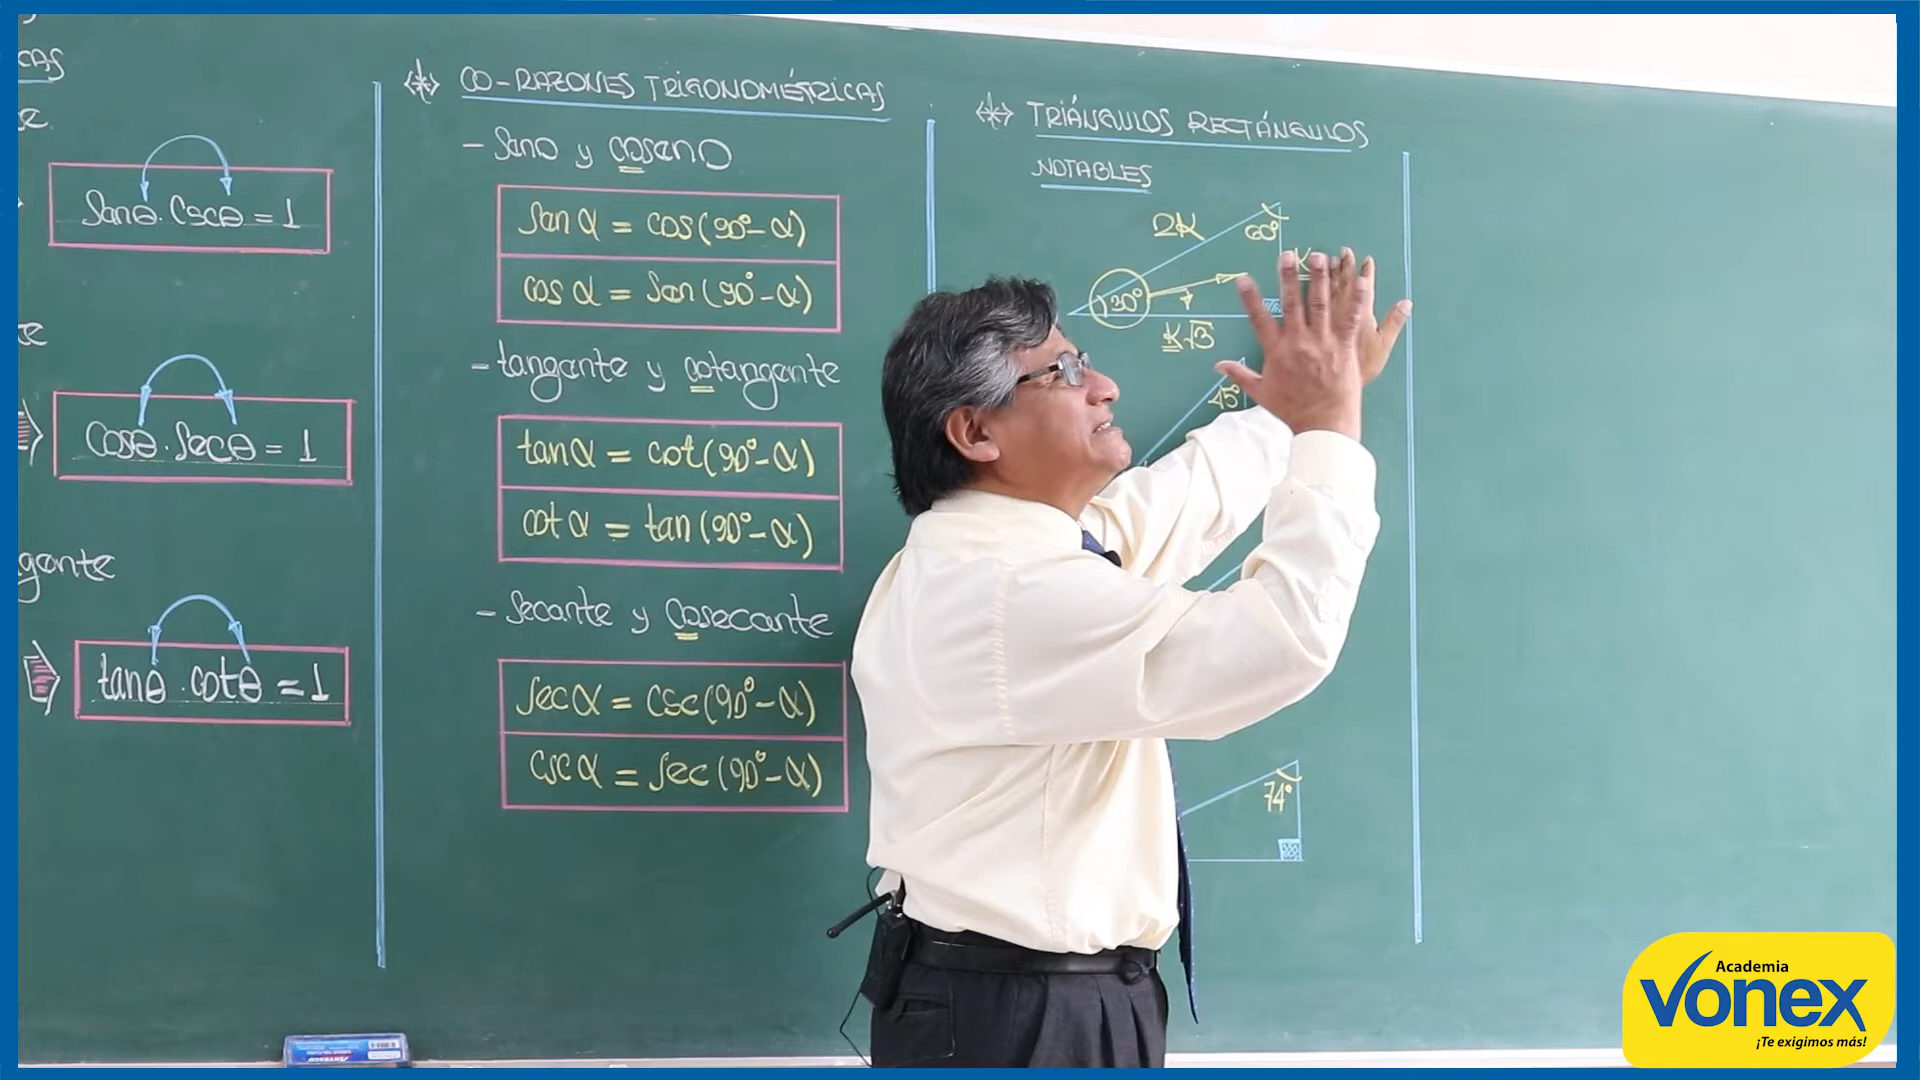 senθ. Cscθ = 1
Cosθ. Secθ = 1
gente
tanθ . cotθ = 1
CO-RAZONES TRIGONOMÉTRICAS
- Seno y coseno
Sen α = cos (90° - α)
cos α = Sen (90° - α)
- tangente y cotangente
tan α = cot (90° - α)
cot α = tan (90° - α)
- Secante y cosecante
Sec α = Csc (90° - α)
Csc α = Sec (90° - α)
TRIÁNGULOS RECTÁNGULOS
NOTABLES
2K
60°
K
30°
K√3
45°
74°
Academia
Vonex
¡Te exigimos más!